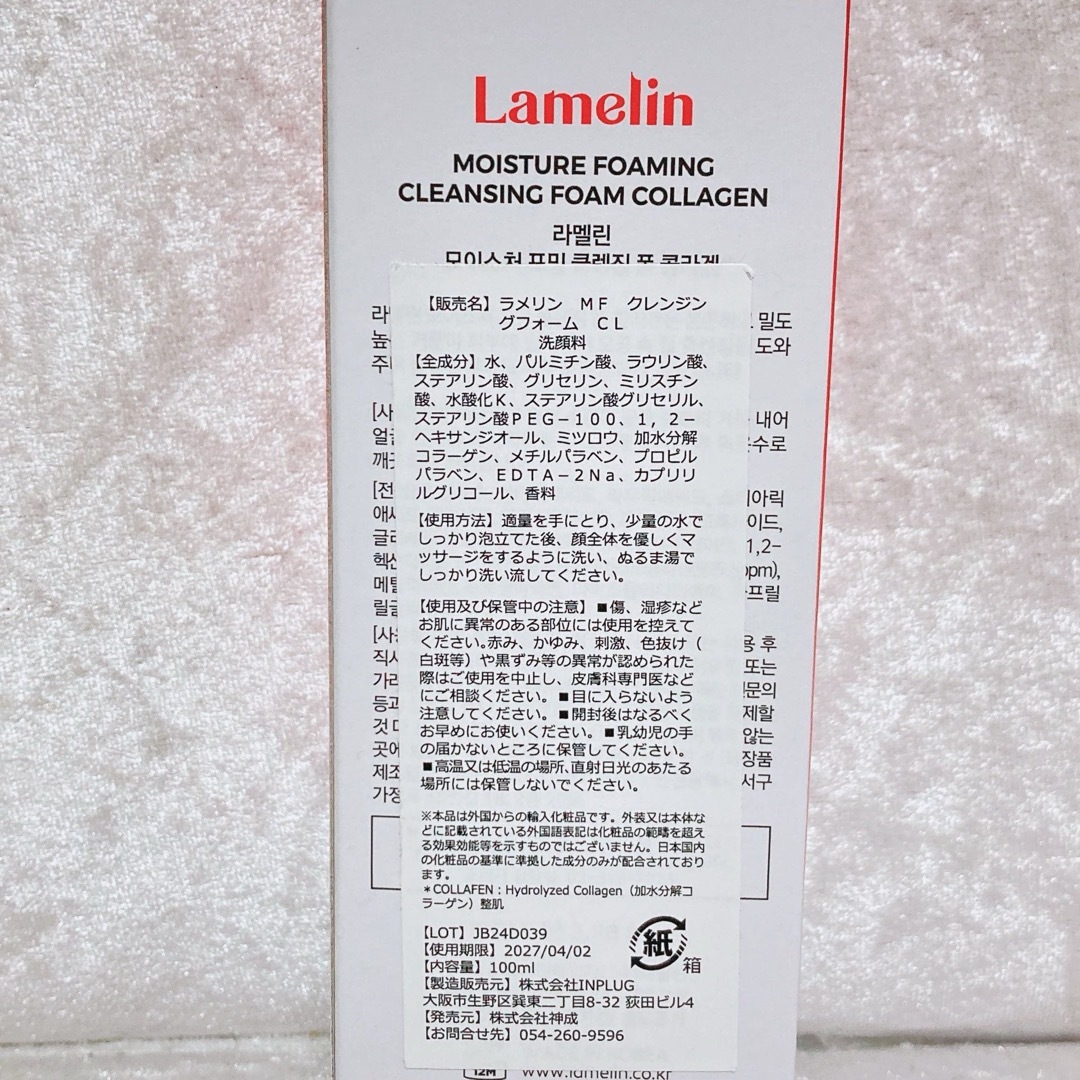 Lamelin
MOISTURE FOAMING
CLEANSING FOAM COLLAGEN
라멜린
모이스처 포밍 클렌징 폼 콜라겐
【販売名】ラメリン　ＭＦ　クレンジン
グフォーム　ＣＬ
洗顔料
【全成分】水、パルミチン酸、ラウリン酸、
ステアリン酸、グリセリン、ミリスチン
酸、水酸化Ｋ、ステアリン酸グリセリル、
ステアリン酸ＰＥＧ－１００、１，２－
ヘキサンジオール、ミツロウ、加水分解
コラーゲン、メチルパラベン、プロピル
パラベン、ＥＤＴＡ－２Ｎａ、カプリリ
ルグリコール、香料
【使用方法】適量を手にとり、少量の水で
しっかり泡立てた後、顔全体を優しくマ
ッサージをするように洗い、ぬるま湯で
しっかり洗い流してください。
【使用及び保管中の注意】■傷、湿疹など
お肌に異常のある部位には使用を控えて
ください。赤み、かゆみ、刺激、色抜け（
白斑等）や黒ずみ等の異常が認められた
際はご使用を中止し、皮膚科専門医など
にご相談ください。■目に入らないよう
注意してください。■開封後はなるべく
お早めにお使いください。■乳幼児の手
の届かないところに保管してください。
■高温又は低温の場所、直射日光のあたる
場所には保管しないでください。
※本品は外国からの輸入化粧品です。外装又は本体な
どに記載されている外国語表記は化粧品の範疇を超え
る効果効能等を示すものではございません。日本国内
の化粧品の基準に準拠した成分のみが配合されており
ます。
＊COLLAFEN：Hydrolyzed Collagen（加水分解コ
ラーゲン）整肌
【LOT】JB24D039
【使用期限】2027/04/02
【内容量】100ml
【製造販売元】株式会社INPLUG
大阪市生野区巽東二丁目8-32 荻田ビル4
【発売元】株式会社神成
【お問合せ先】054-260-9596
紙
箱
밀도
도와
내어
1,2-
ppm),
12M
www.lamelin.co.kr